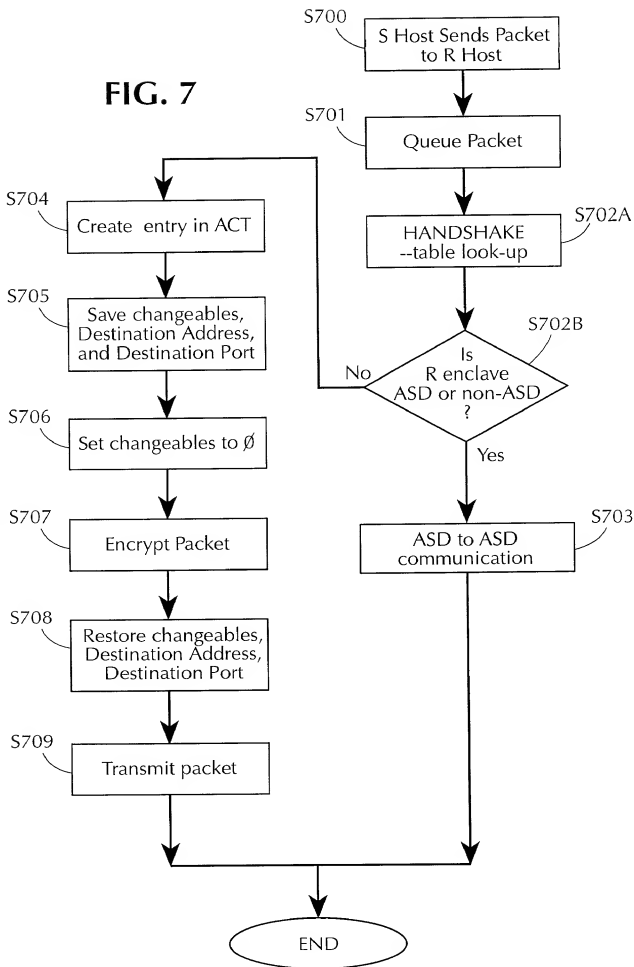 FIG. 7
S700
S Host Sends Packet
to R Host
S701
Queue Packet
S702A
HANDSHAKE
--table look-up
S702B
Is
R enclave
ASD or non-ASD
?
No
Yes
S703
ASD to ASD
communication
S704
Create entry in ACT
S705
Save changeables,
Destination Address,
and Destination Port
S706
Set changeables to Ø
S707
Encrypt Packet
S708
Restore changeables,
Destination Address,
Destination Port
S709
Transmit packet
END